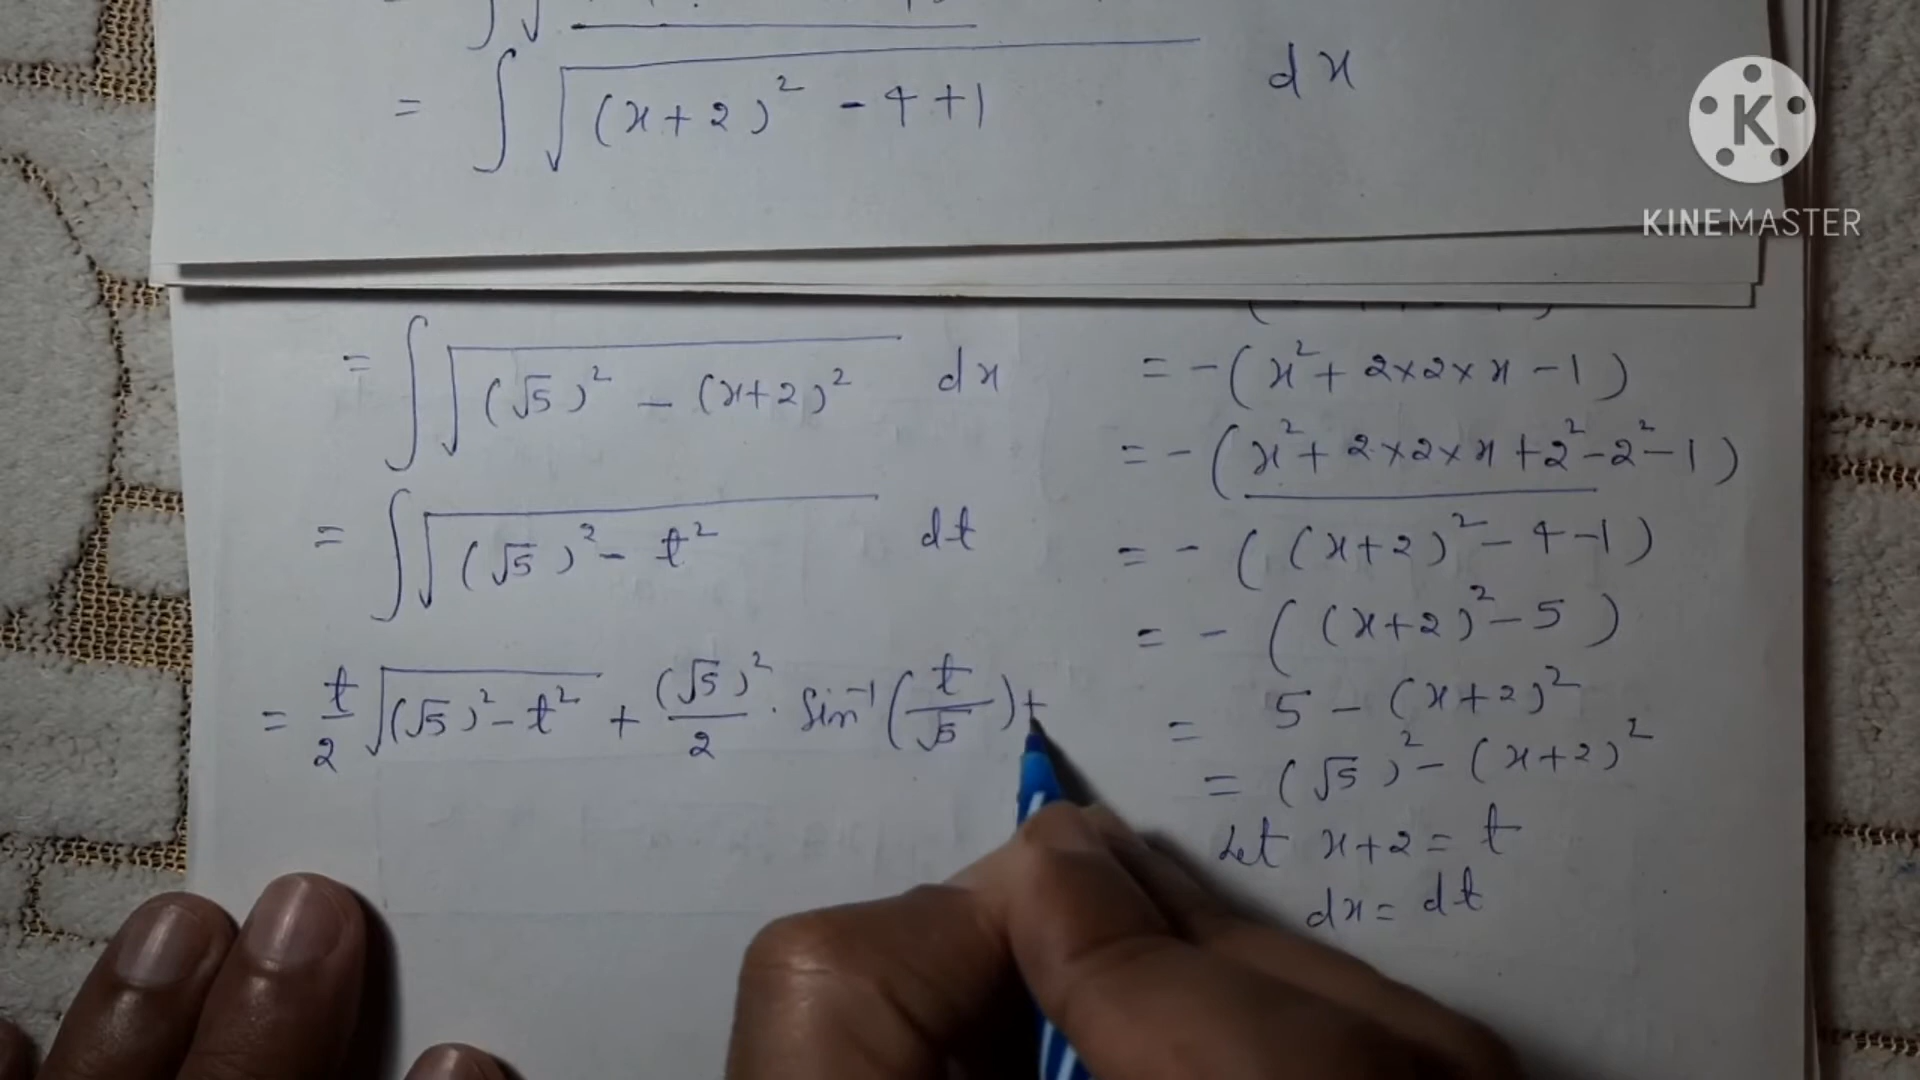 = ∫ √((x+2)² - 4 + 1) dx
K
KINEMASTER
= ∫ √((√5)² - (x+2)²) dx
= ∫ √((√5)² - t²) dt
= t/2 √((√5)² - t²) + (√5)²/2 · Sin⁻¹(t/√5) +
= -(x² + 2×2×x - 1)
= -(x² + 2×2×x + 2² - 2² - 1)
= -((x+2)² - 4 - 1)
= -((x+2)² - 5)
= 5 - (x+2)²
= (√5)² - (x+2)²
Let x+2 = t
dx = dt